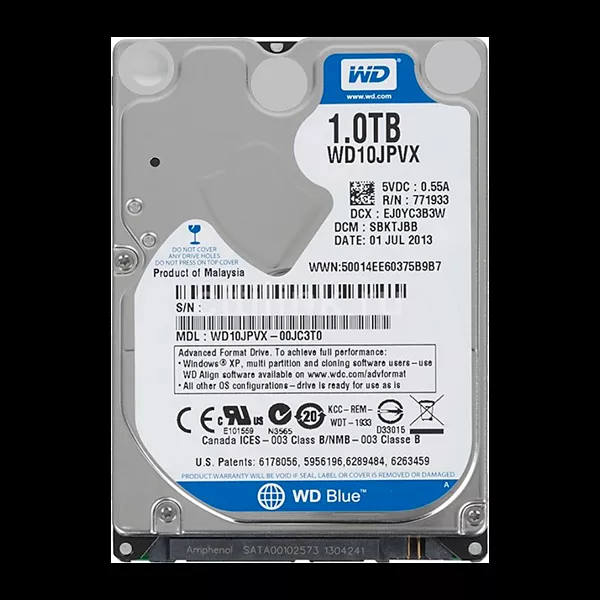 WD
www.wd.com
1.0TB
WD10JPVX
5VDC : 0.55A
R/N : 771933
DCX : EJ0YC3B3W
DCM : SBKTJBB
DATE: 01 JUL 2013
DO NOT COVER
ANY DRIVE HOLES
DO NOT PRESS ON TOP COVER
Product of Malaysia
WWN:50014EE60375B9B7
S/N :
MDL : WD10JPVX-00JC3T0
Advanced Format Drive. To achieve full performance:
• Windows® XP, multi partition and cloning software users-use
WD Align software available on www.wdc.com/advformat
• All other OS configurations-drive is ready for use as is
CE c RU us 20 KCC-REM-
WDT-1933
E101559 N3565 D33015
Canada ICES-003 Class B/NMB-003 Classe B
U.S. Patents: 6178056, 5956196,6289484, 6263459
PRODUCT WARRANTY WILL BE VOID IF SEAL, LABEL OR COVER IS REMOVED OR DAMAGED
A
WD Blue™
Amphenol SATA00102573 1304241